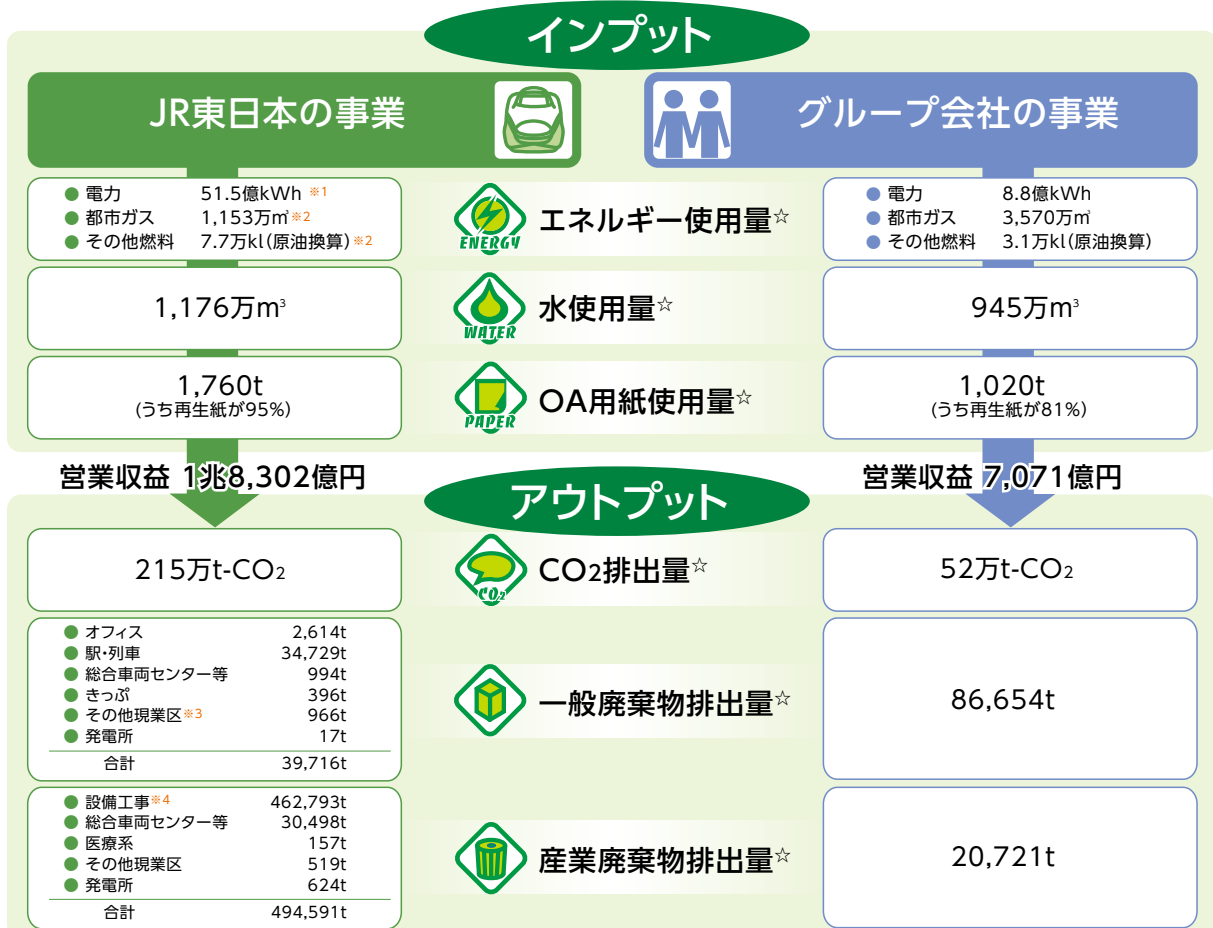 インプット
JR東日本の事業
グループ会社の事業
● 電力 51.5億kWh ※1
● 都市ガス 1,153万㎥※2
● その他燃料 7.7万kl(原油換算)※2
ENERGY
エネルギー使用量☆
● 電力 8.8億kWh
● 都市ガス 3,570万㎥
● その他燃料 3.1万kl(原油換算)
1,176万m³
WATER
水使用量☆
945万m³
1,760t
(うち再生紙が95%)
PAPER
OA用紙使用量☆
1,020t
(うち再生紙が81%)
営業収益 1兆8,302億円
営業収益 7,071億円
アウトプット
215万t-CO₂
CO₂
CO₂排出量☆
52万t-CO₂
● オフィス 2,614t
● 駅・列車 34,729t
● 総合車両センター等 994t
● きっぷ 396t
● その他現業区※3 966t
● 発電所 17t
合計 39,716t
一般廃棄物排出量☆
86,654t
● 設備工事※4 462,793t
● 総合車両センター等 30,498t
● 医療系 157t
● その他現業区 519t
● 発電所 624t
合計 494,591t
産業廃棄物排出量☆
20,721t